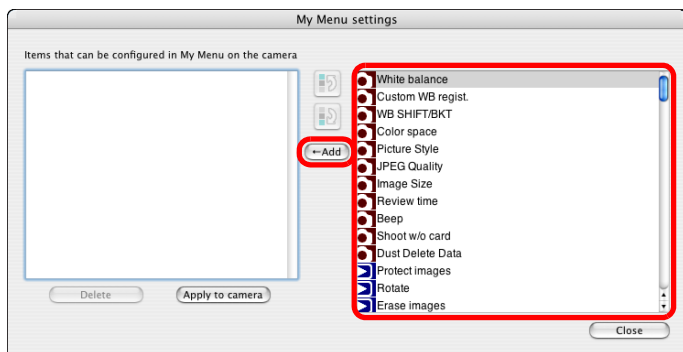 My Menu settings
Items that can be configured in My Menu on the camera
←Add
Delete
Apply to camera
White balance
Custom WB regist.
WB SHIFT/BKT
Color space
Picture Style
JPEG Quality
Image Size
Review time
Beep
Shoot w/o card
Dust Delete Data
Protect images
Rotate
Erase images
Close